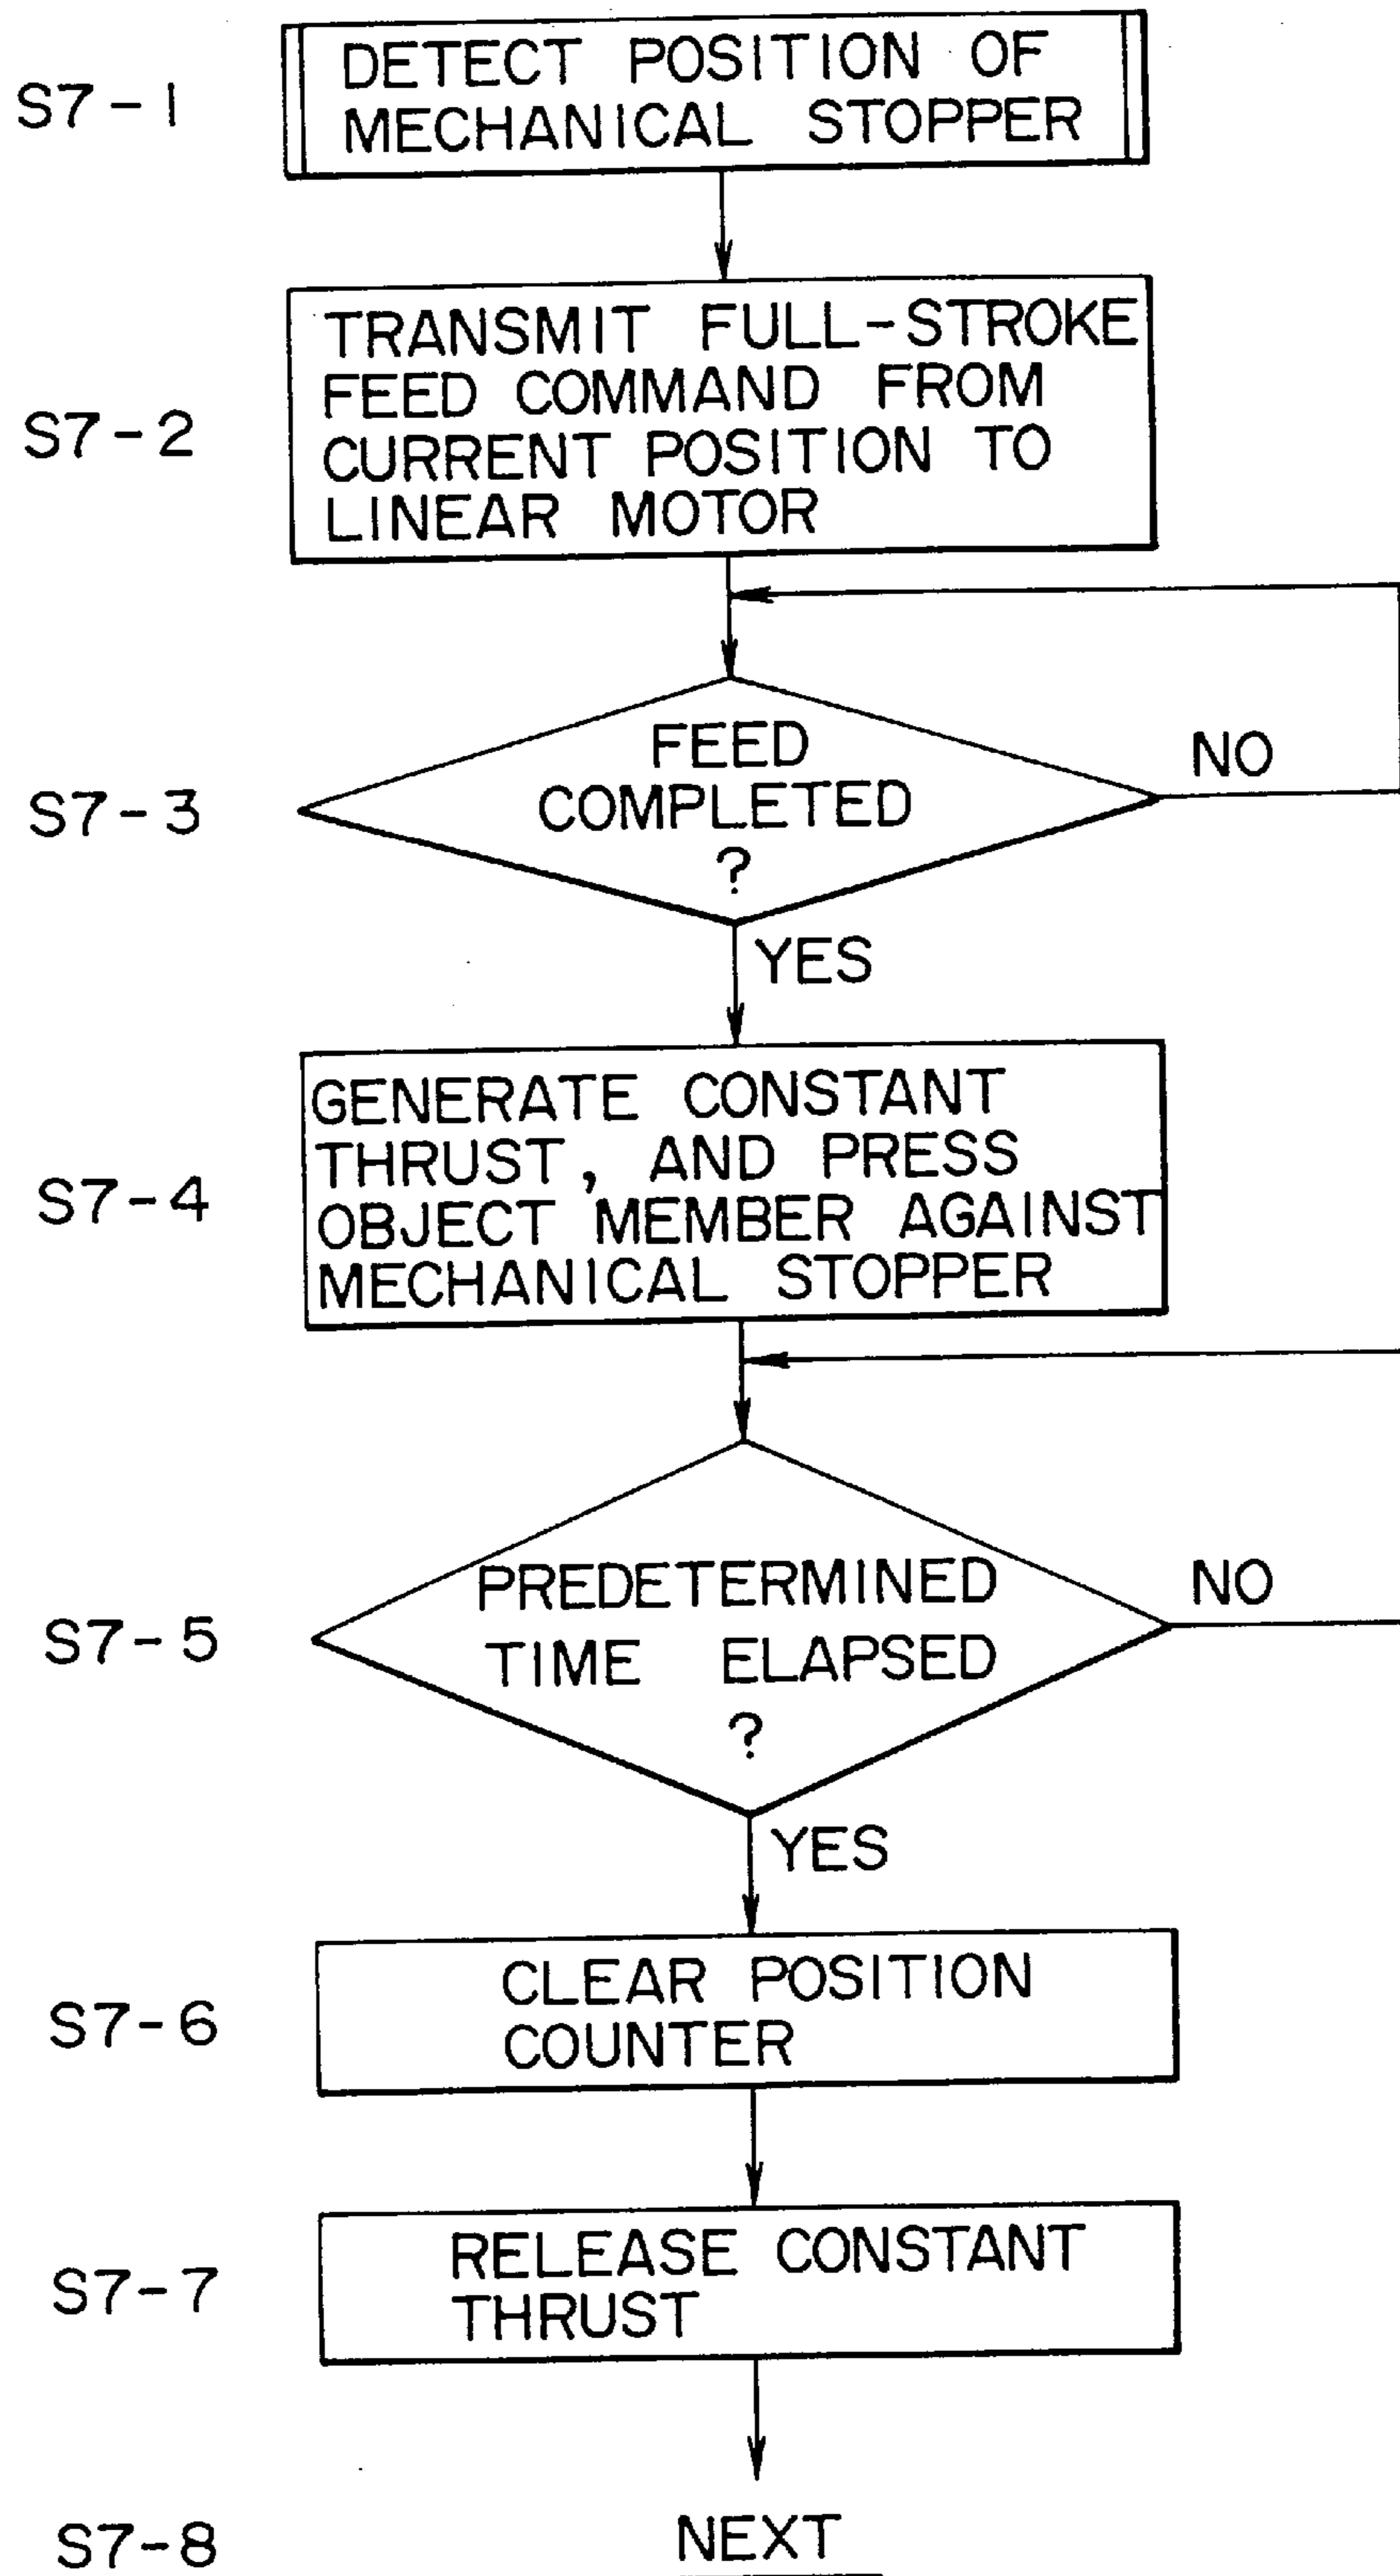 S7-1
DETECT POSITION OF
MECHANICAL STOPPER
S7-2
TRANSMIT FULL-STROKE
FEED COMMAND FROM
CURRENT POSITION TO
LINEAR MOTOR
S7-3
FEED
COMPLETED
?
NO
YES
S7-4
GENERATE CONSTANT
THRUST, AND PRESS
OBJECT MEMBER AGAINST
MECHANICAL STOPPER
S7-5
PREDETERMINED
TIME ELAPSED
?
NO
YES
S7-6
CLEAR POSITION
COUNTER
S7-7
RELEASE CONSTANT
THRUST
S7-8
NEXT